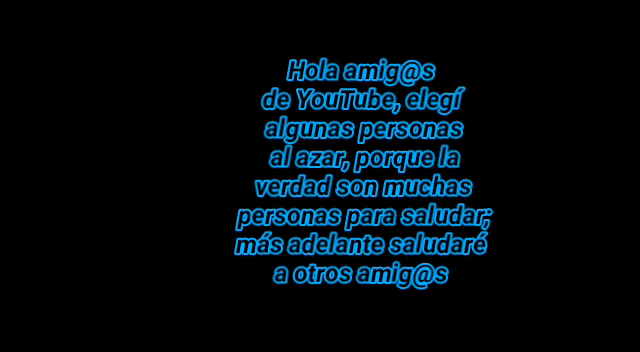 Hola amig@s
de YouTube, elegí
algunas personas
al azar, porque la
verdad son muchas
personas para saludar;
más adelante saludaré
a otros amig@s